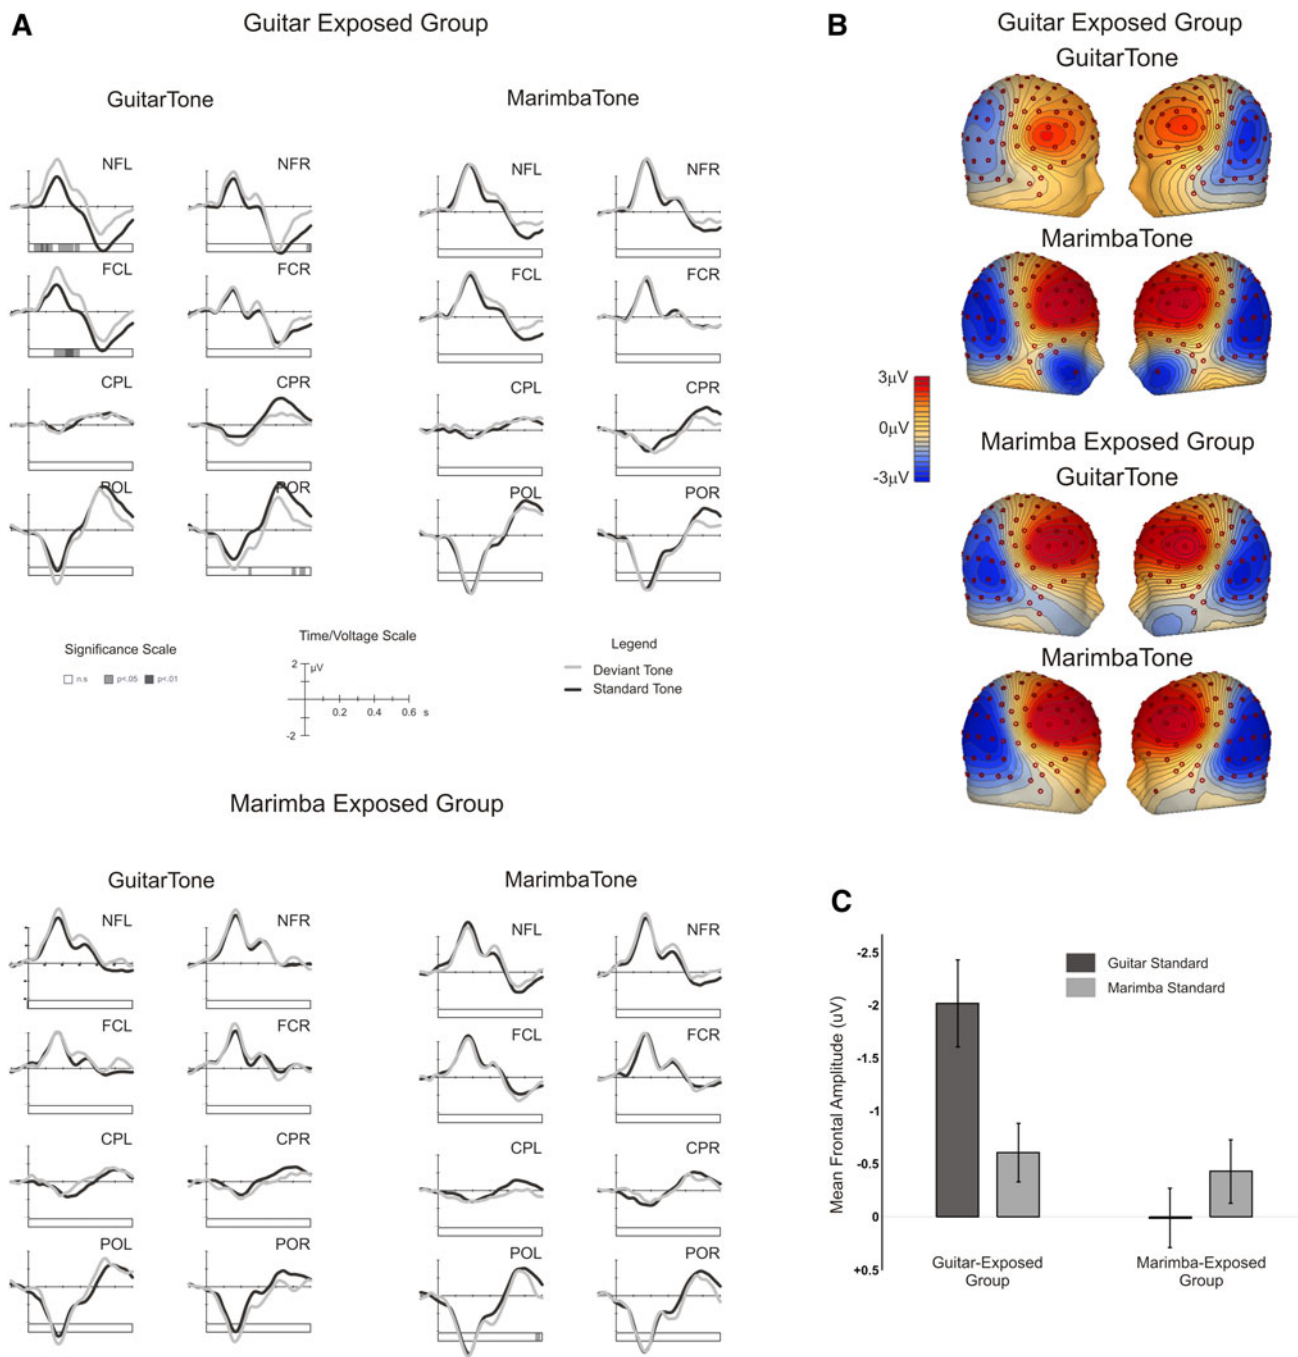 A
Guitar Exposed Group
GuitarTone
MarimbaTone
NFL
NFR
NFL
NFR
FCL
FCR
FCL
FCR
CPL
CPR
CPL
CPR
POL
POR
POL
POR
Significance Scale
n.s
p<.05
p<.01
Time/Voltage Scale
2
μV
-2
0.2
0.4
0.6
s
Legend
Deviant Tone
Standard Tone
Marimba Exposed Group
GuitarTone
MarimbaTone
NFL
NFR
NFL
NFR
FCL
FCR
FCL
FCR
CPL
CPR
CPL
CPR
POL
POR
POL
POR
B
Guitar Exposed Group
GuitarTone
MarimbaTone
3μV
0μV
-3μV
Marimba Exposed Group
GuitarTone
MarimbaTone
C
Mean Frontal Amplitude (uV)
-2.5
-2
-1.5
-1
-0.5
0
+0.5
Guitar Standard
Marimba Standard
Guitar-Exposed
Group
Marimba-Exposed
Group